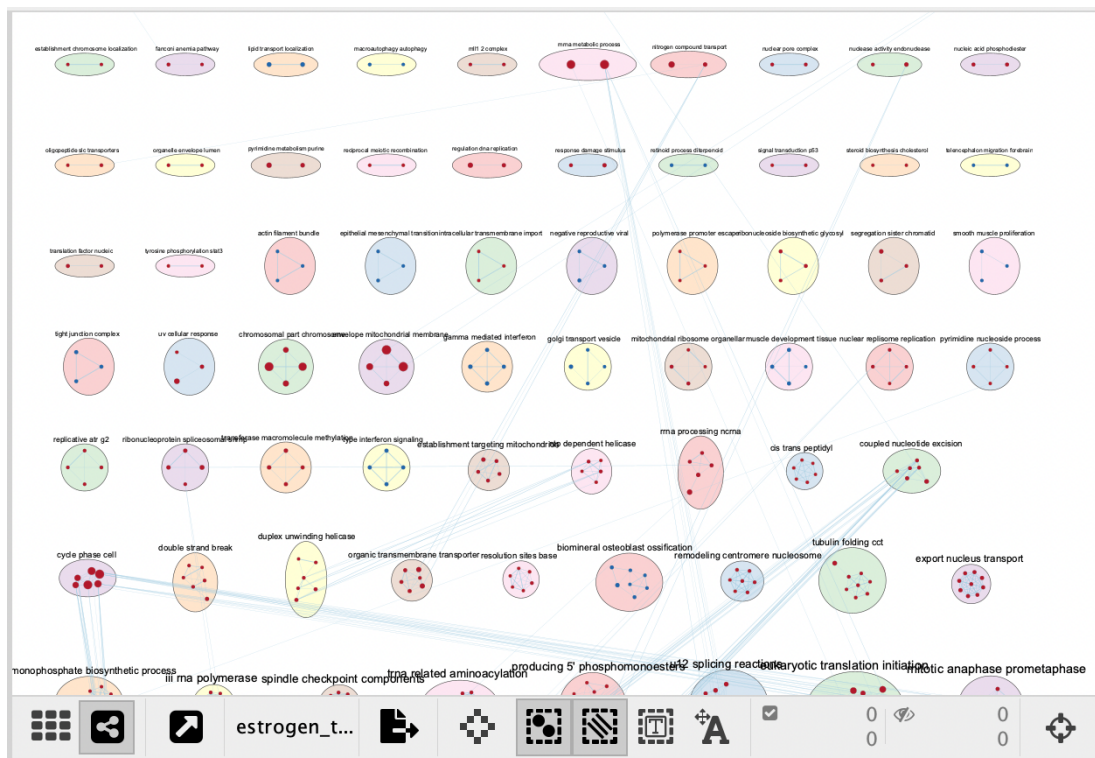 establishment chromosome localization
fanconi anemia pathway
lipid transport localization
macroautophagy autophagy
mll1 2 complex
mrna metabolic process
nitrogen compound transport
nuclear pore complex
nuclease activity endonuclease
nucleic acid phosphodiester
oligopeptide slc transporters
organelle envelope lumen
pyrimidine metabolism purine
reciprocal meiotic recombination
regulation dna replication
response damage stimulus
retinoid process diterpenoid
signal transduction p53
steroid biosynthesis cholesterol
telencephalon migration forebrain
translation factor nucleic
tyrosine phosphorylation stat3
actin filament bundle
epithelial mesenchymal transition
intracellular transmembrane import
negative reproductive viral
polymerase promoter escape
ribonucleoside biosynthetic glycosyl
segregation sister chromatid
smooth muscle proliferation
tight junction complex
uv cellular response
chromosomal part chromosome
envelope mitochondrial membrane
gamma mediated interferon
golgi transport vesicle
mitochondrial ribosome organellar
muscle development tissue
nuclear replisome replication
pyrimidine nucleoside process
replicative atr g2
ribonucleoprotein spliceosomal snrnp
transferase macromolecule methylation
type interferon signaling
establishment targeting mitochondrion
dependent helicase
rrna processing ncrna
cis trans peptidyl
coupled nucleotide excision
cycle phase cell
double strand break
duplex unwinding helicase
organic transmembrane transporter
resolution sites base
biomineral osteoblast ossification
remodeling centromere nucleosome
tubulin folding cct
export nucleus transport
monophosphate biosynthetic process
iii rna polymerase
spindle checkpoint components
trna related aminoacylation
producing 5' phosphomonoesters
u12 splicing reactions
eukaryotic translation initiation
mitotic anaphase prometaphase
estrogen_t...
T
A
0 0
0 0